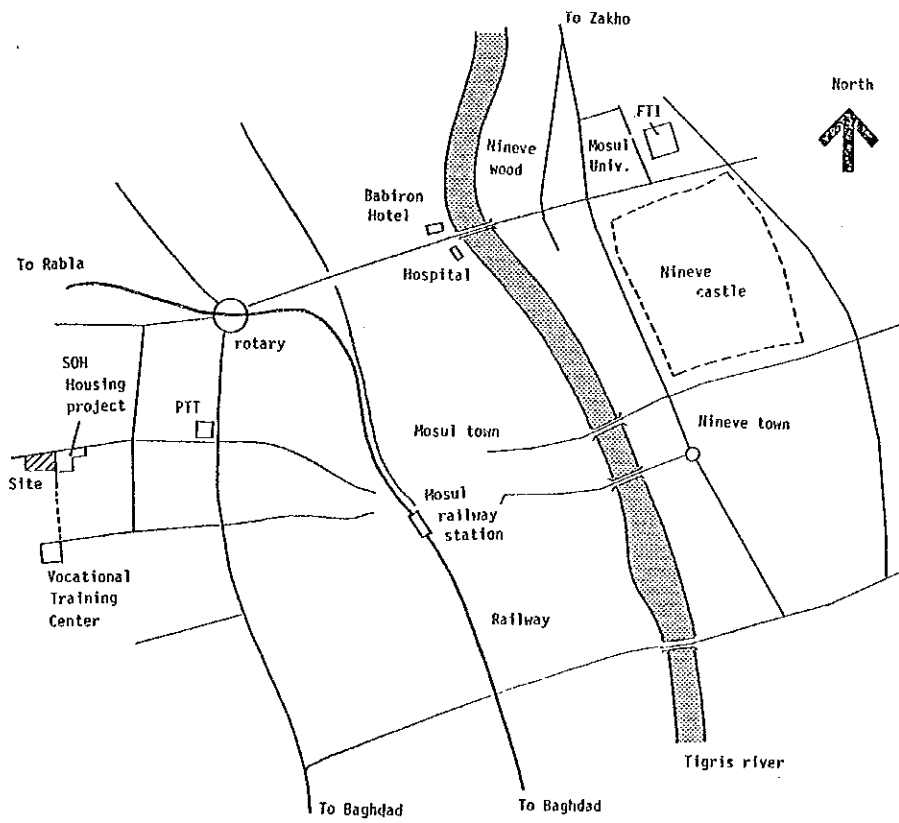 To Zakho
North
FTI
Nineve
wood
Mosul
Univ.
Babiron
Hotel
To Rabla
Hospital
Nineve
castle
rotary
SOH
Housing
project
PTT
Mosul town
Nineve town
Site
Mosul
railway
station
Vocational
Training
Center
Railway
Tigris river
To Baghdad
To Baghdad